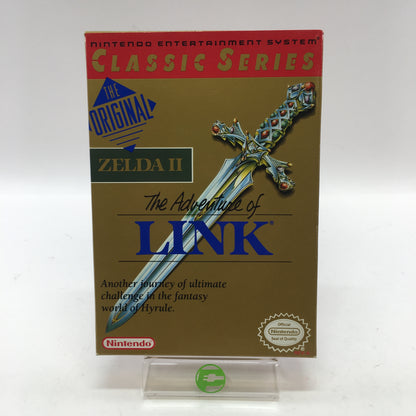 NINTENDO ENTERTAINMENT SYSTEM®
CLASSIC SERIES
THE
ORIGINAL
ZELDA II
The Adventure of
LINK®
Another journey of ultimate
challenge in the fantasy
world of Hyrule.
Nintendo
Official
Nintendo
Seal of Quality